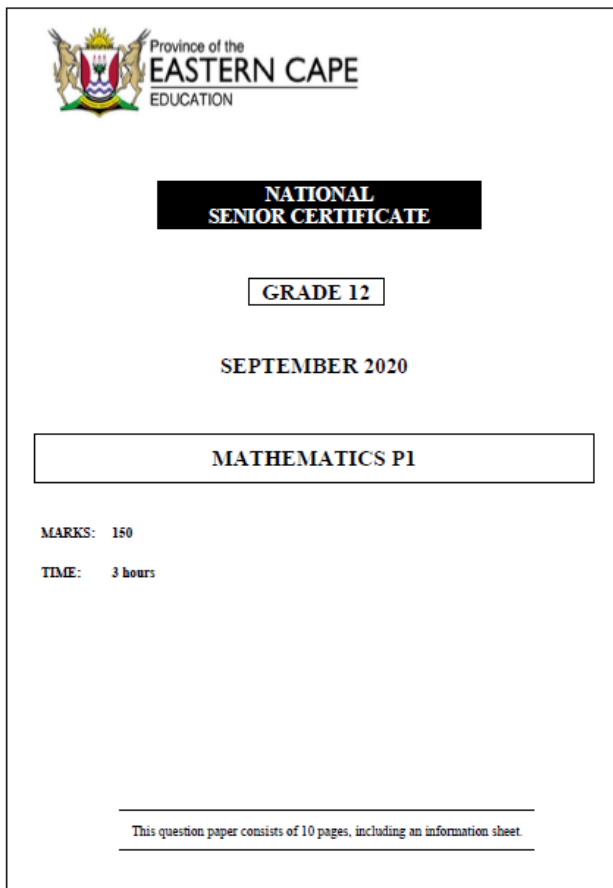 Province of the
EASTERN CAPE
EDUCATION
NATIONAL
SENIOR CERTIFICATE
GRADE 12
SEPTEMBER 2020
MATHEMATICS P1
MARKS: 150
TIME: 3 hours
This question paper consists of 10 pages, including an information sheet.